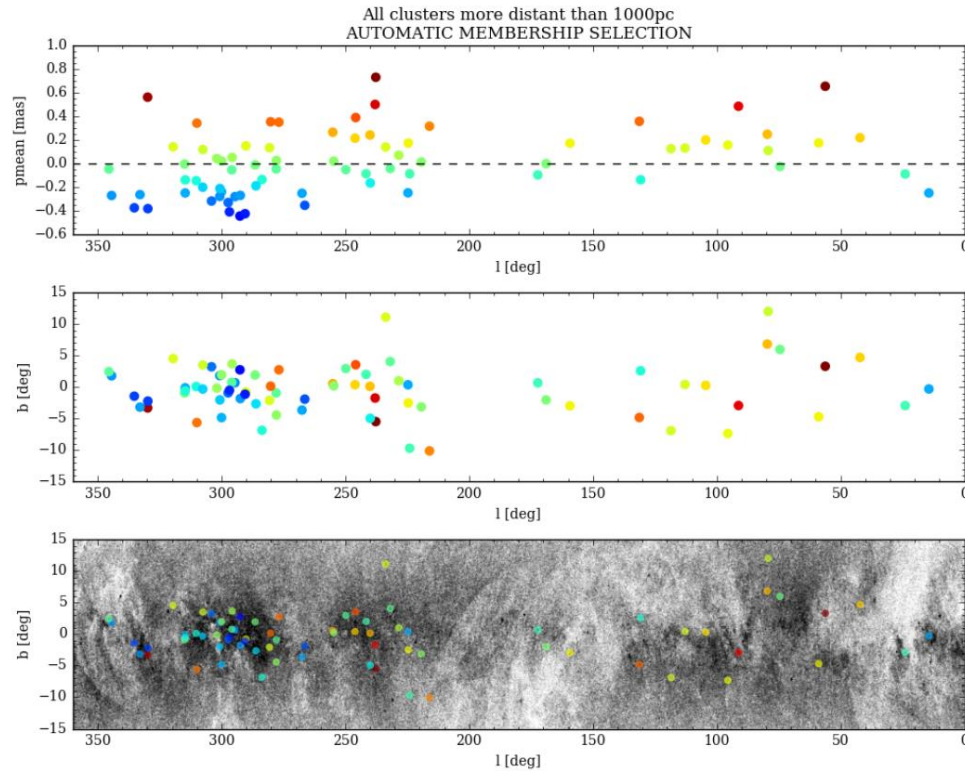 All clusters more distant than 1000pc
AUTOMATIC MEMBERSHIP SELECTION
1.0
0.8
0.6
0.4
0.2
0.0
−0.2
−0.4
−0.6
pmean [mas]
350 300 250 200 150 100 50 0
l [deg]
15
10
5
0
−5
−10
−15
b [deg]
350 300 250 200 150 100 50 0
l [deg]
15
10
5
0
−5
−10
−15
b [deg]
350 300 250 200 150 100 50 0
l [deg]